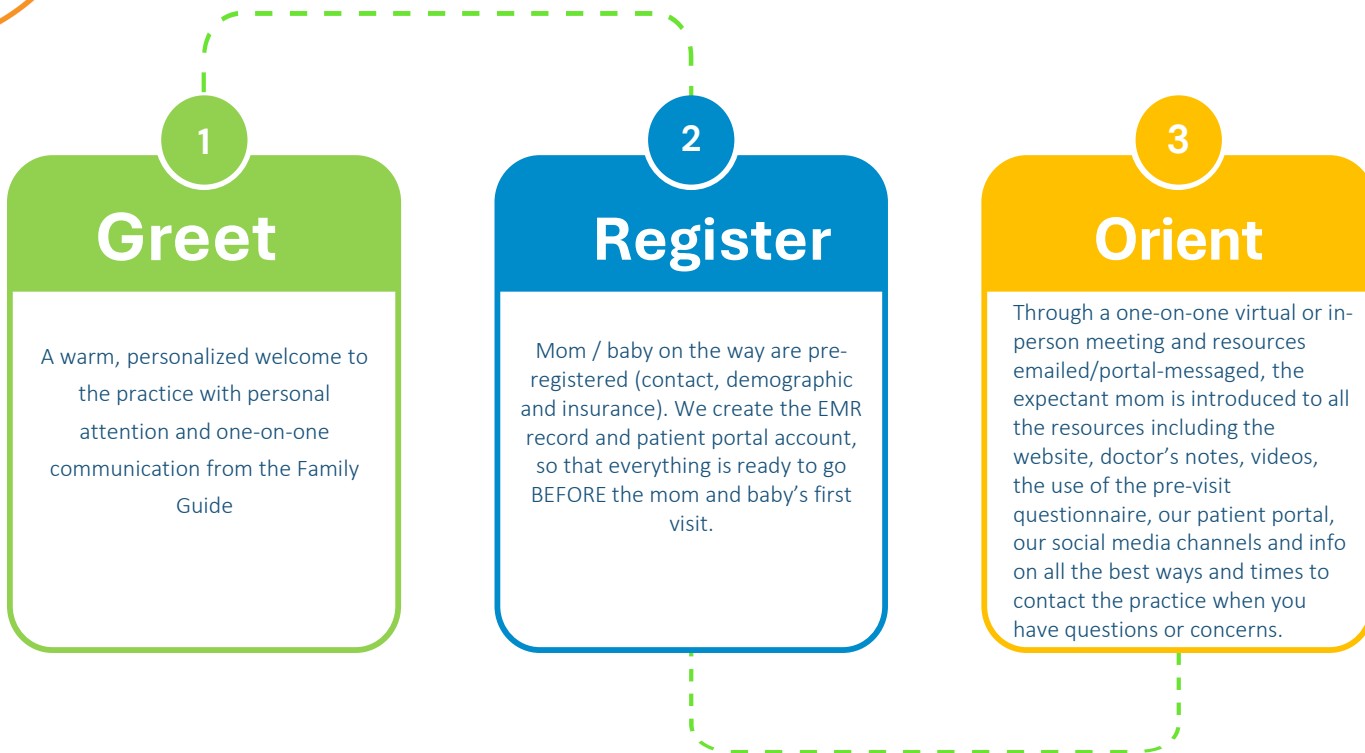 1
Greet
A warm, personalized welcome to
the practice with personal
attention and one-on-one
communication from the Family
Guide
2
Register
Mom / baby on the way are pre-
registered (contact, demographic
and insurance). We create the EMR
record and patient portal account,
so that everything is ready to go
BEFORE the mom and baby’s first
visit.
3
Orient
Through a one-on-one virtual or in-
person meeting and resources
emailed/portal-messaged, the
expectant mom is introduced to all
the resources including the
website, doctor’s notes, videos,
the use of the pre-visit
questionnaire, our patient portal,
our social media channels and info
on all the best ways and times to
contact the practice when you
have questions or concerns.